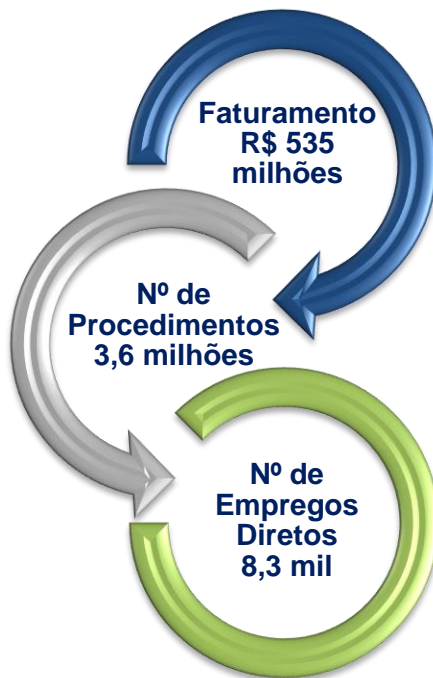 Faturamento
R$ 535
milhões
Nº de
Procedimentos
3,6 milhões
Nº de
Empregos
Diretos
8,3 mil